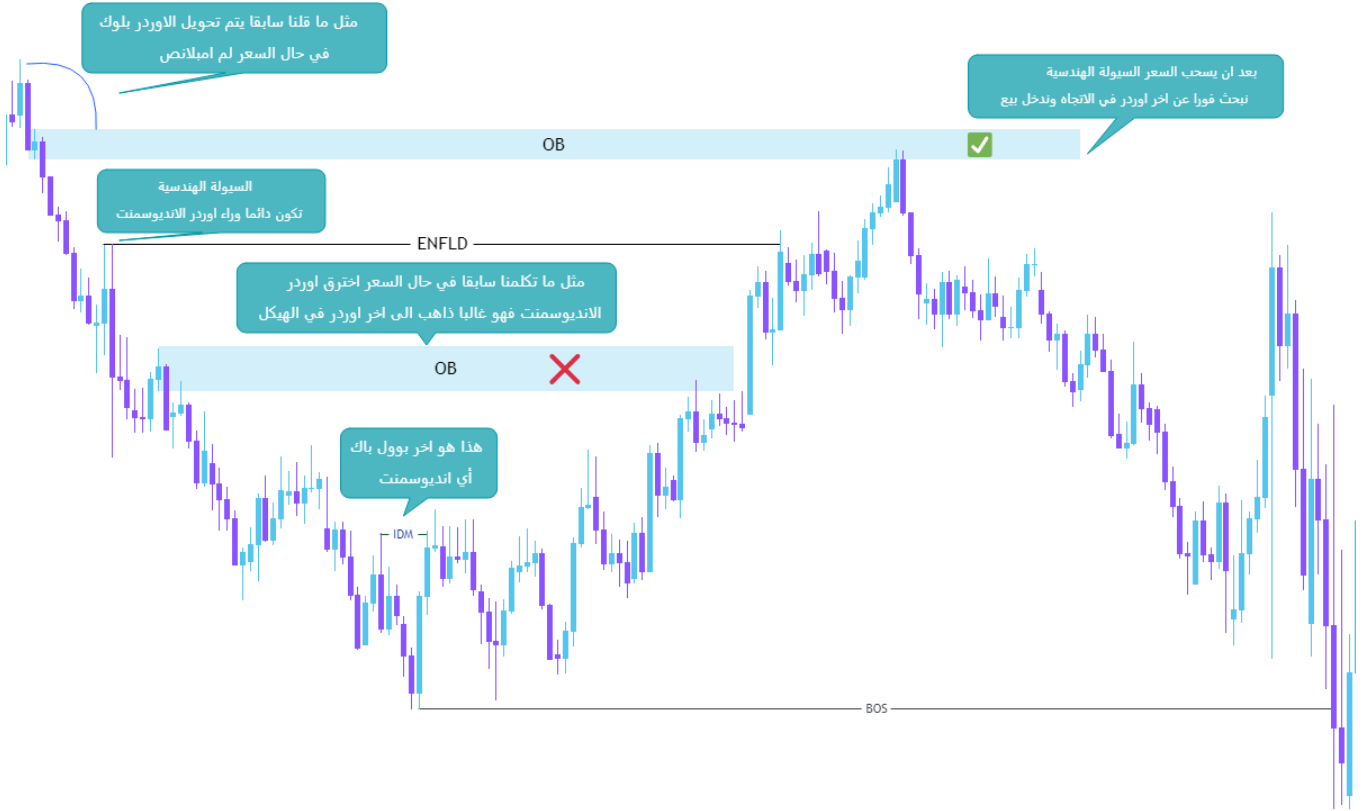 مثل ما قلنا سابقا يتم تحويل الاوردر بلوك
في حال السعر لم امبلانص
بعد ان يسحب السعر السيولة الهندسية
نبحث فورا عن اخر اوردر في الاتجاه وندخل بيع
OB
السيولة الهندسية
تكون دائما وراء اوردر الانديوسمنت
ENFLD
مثل ما تكلمنا سابقا في حال السعر اخترق اوردر
الانديوسمنت فهو غالبا ذاهب الى اخر اوردر في الهيكل
OB
هذا هو اخر بوول باك
أي انديوسمنت
IDM
BOS